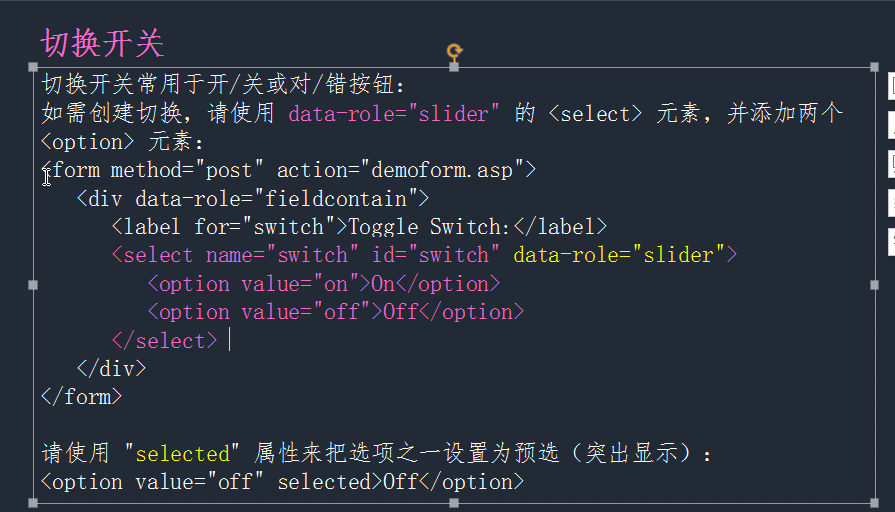 切换开关
切换开关常用于开/关或对/错按钮：
如需创建切换，请使用 data-role="slider" 的 <select> 元素，并添加两个
<option> 元素：
<form method="post" action="demoform.asp">
<div data-role="fieldcontain">
<label for="switch">Toggle Switch:</label>
<select name="switch" id="switch" data-role="slider">
<option value="on">On</option>
<option value="off">Off</option>
</select>
</div>
</form>
请使用 "selected" 属性来把选项之一设置为预选（突出显示）：
<option value="off" selected>Off</option>